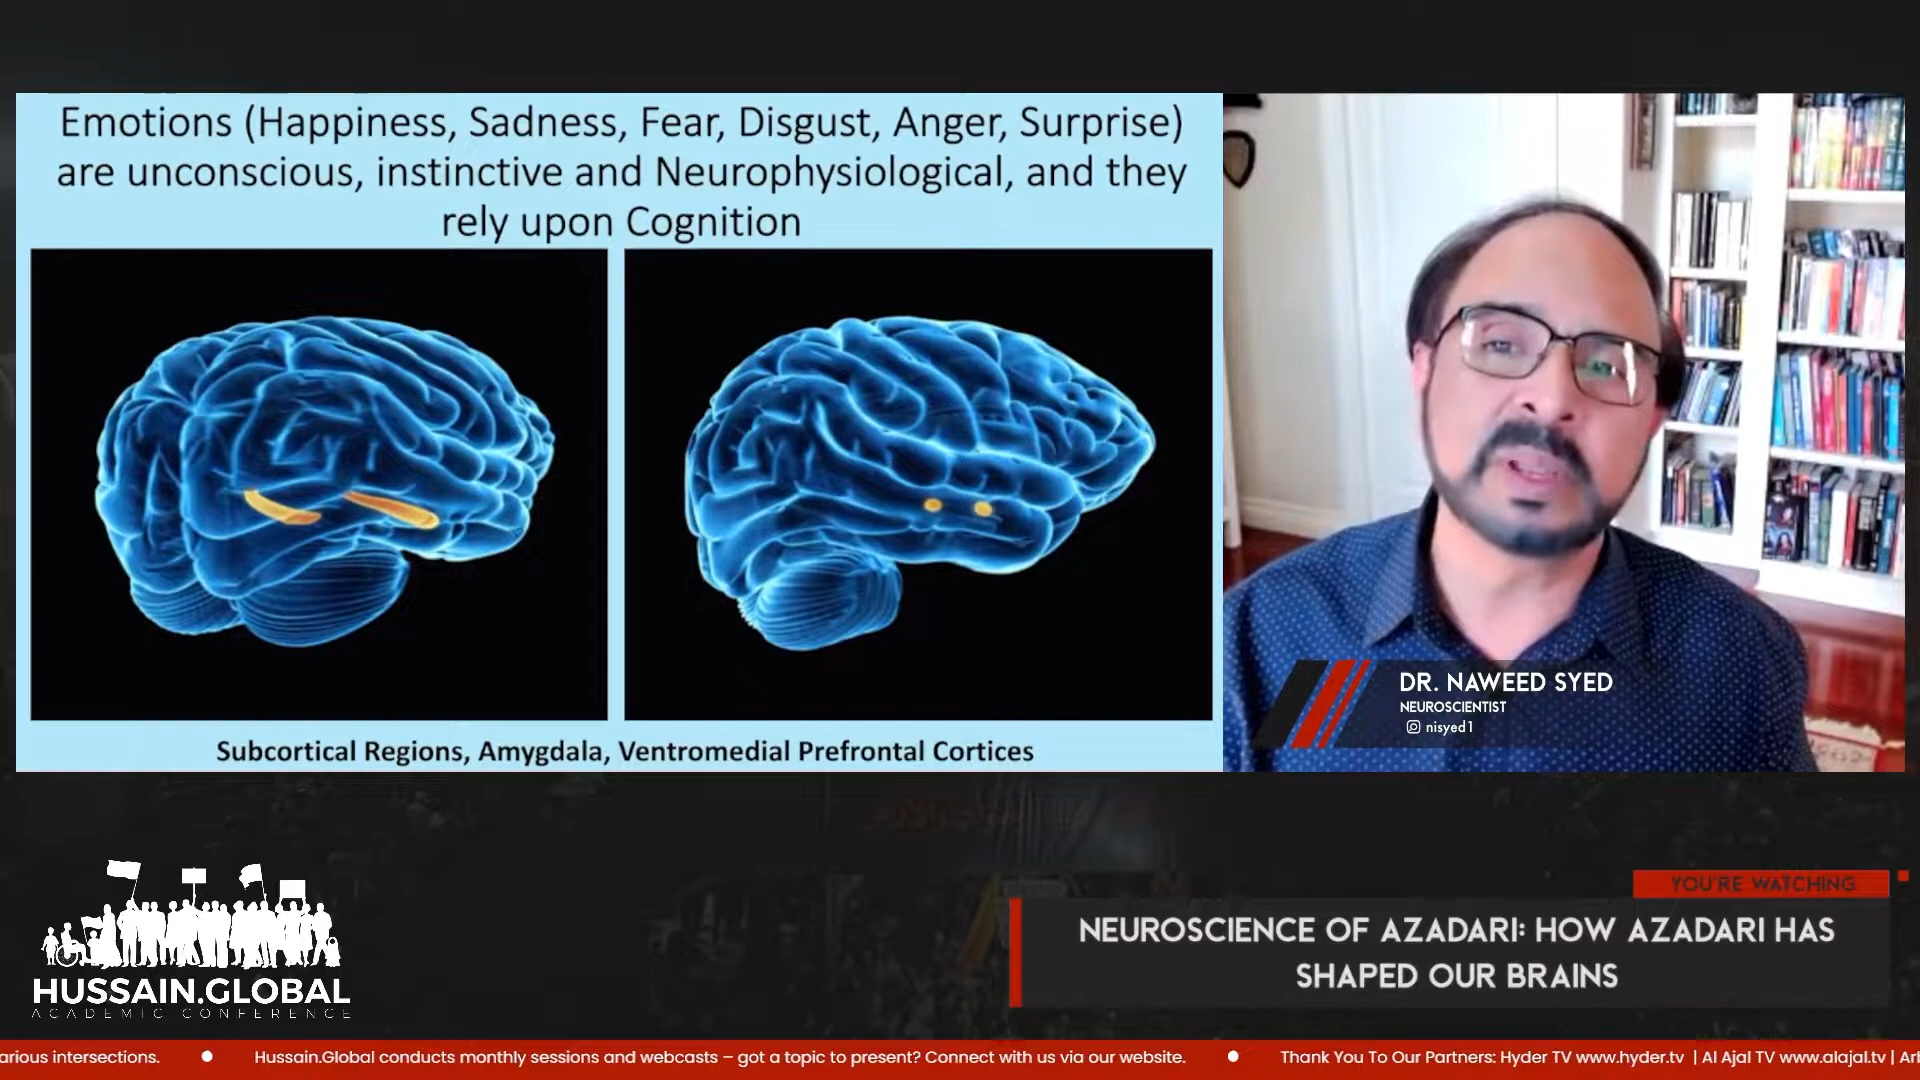 Emotions (Happiness, Sadness, Fear, Disgust, Anger, Surprise)
are unconscious, instinctive and Neurophysiological, and they
rely upon Cognition
Subcortical Regions, Amygdala, Ventromedial Prefrontal Cortices
DR. NAWEED SYED
NEUROSCIENTIST
nisyed1
HUSSAIN.GLOBAL
ACADEMIC CONFERENCE
YOU'RE WATCHING
NEUROSCIENCE OF AZADARI: HOW AZADARI HAS
SHAPED OUR BRAINS
arious intersections. ● Hussain.Global conducts monthly sessions and webcasts – got a topic to present? Connect with us via our website. ● Thank You To Our Partners: Hyder TV www.hyder.tv | Al Ajal TV www.alajal.tv |